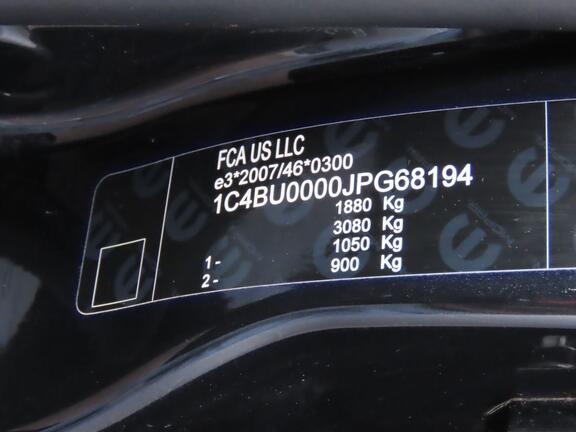 FCA US LLC
e3*2007/46*0300
1C4BU0000JPG68194
1880 Kg
3080 Kg
1- 1050 Kg
2- 900 Kg